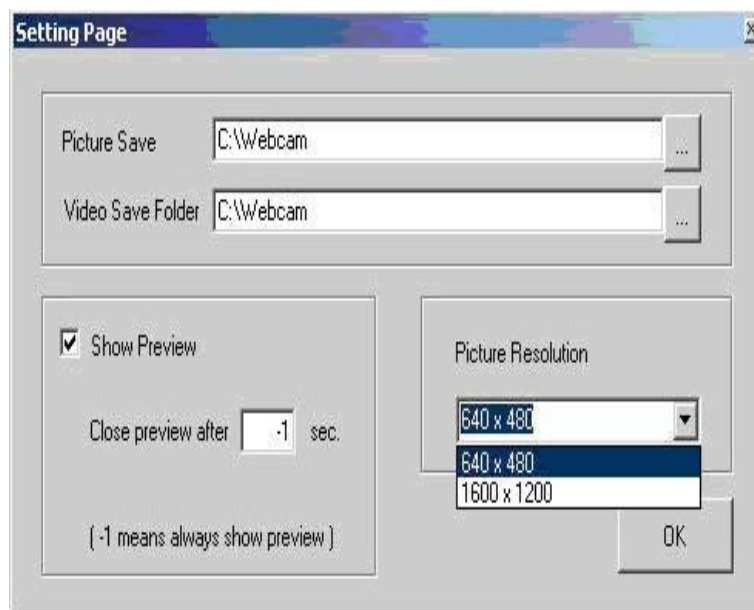 Setting Page
Picture Save C:\Webcam ...
Video Save Folder C:\Webcam ...
Show Preview
Close preview after -1 sec.
( -1 means always show preview )
Picture Resolution
640 x 480
640 x 480
1600 x 1200
OK